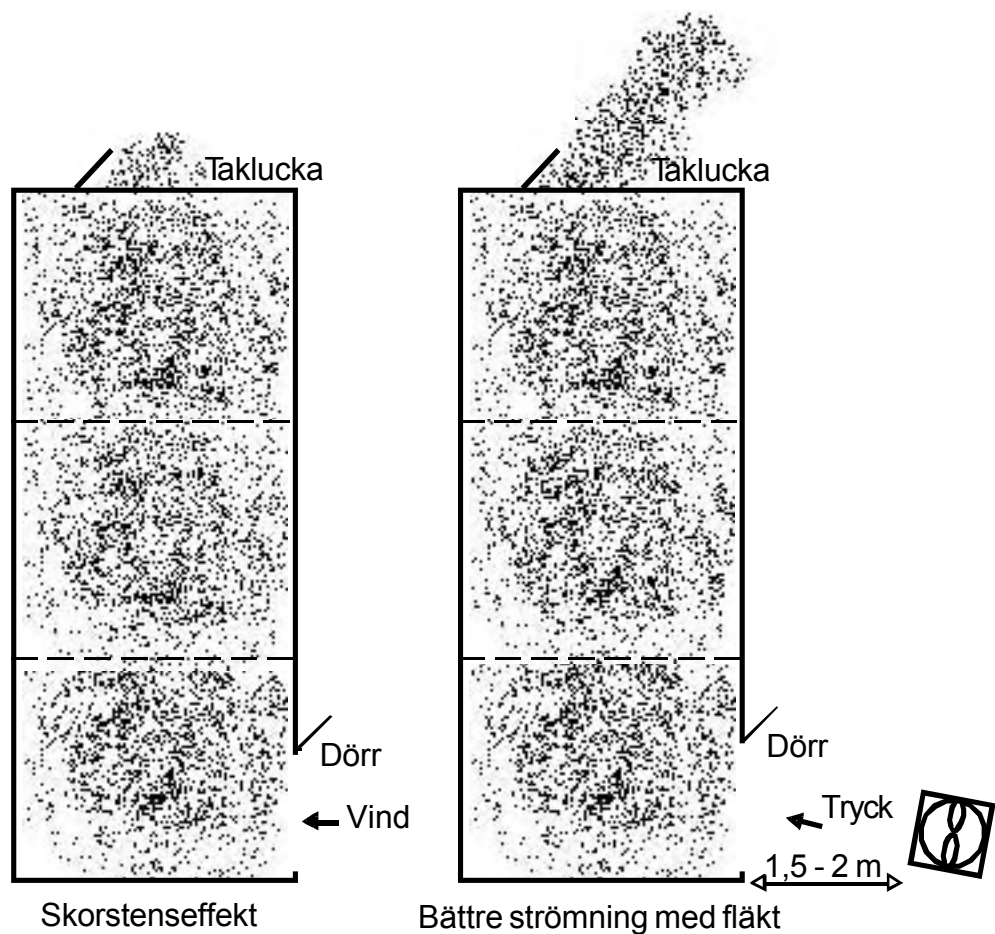 Taklucka
Taklucka
Dörr
Vind
Dörr
Tryck
1,5 - 2 m
Skorstenseffekt
Bättre strömning med fläkt